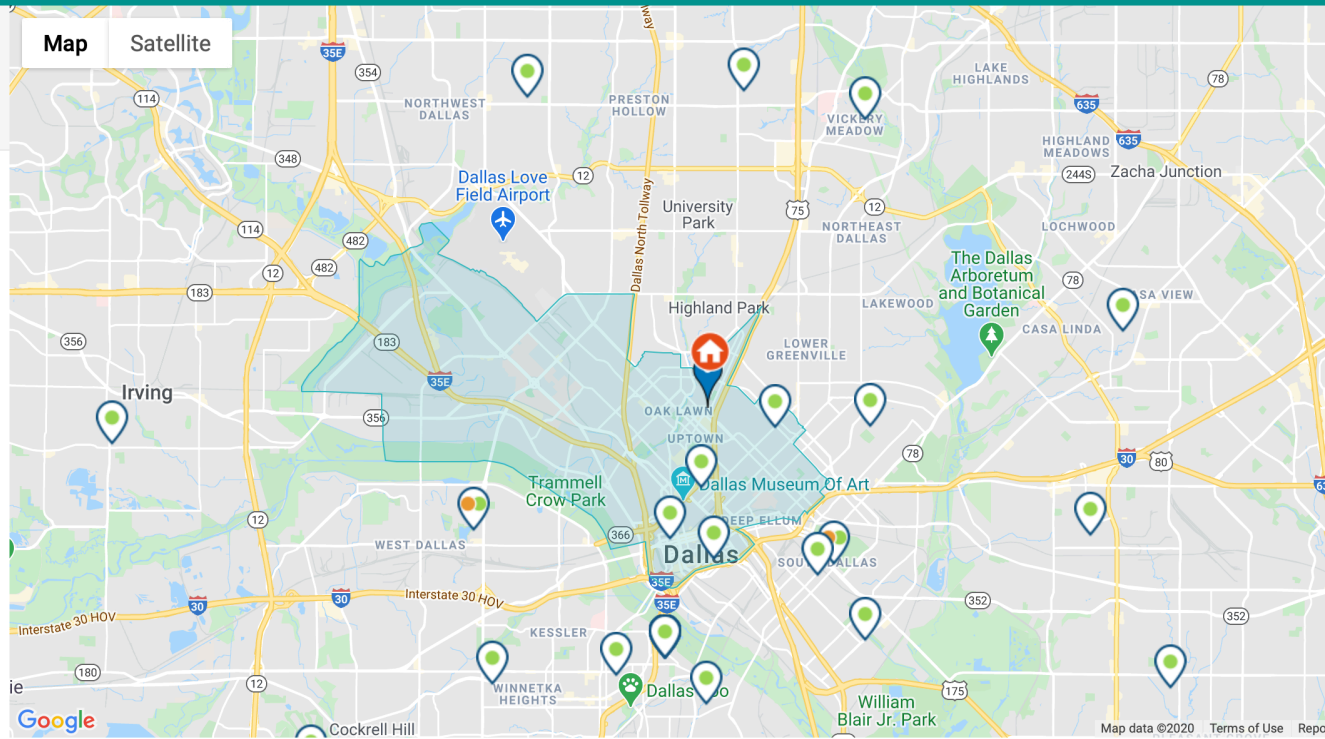 Map
Satellite
35E
354
114
NORTHWEST
DALLAS
PRESTON
HOLLOW
VICKERY
MEADOW
LAKE
HIGHLANDS
78
635
635
HIGHLAND
MEADOWS
244S
Zacha Junction
348
Dallas Love
Field Airport
12
Dallas North Tollway
University
Park
75
12
NORTHEAST
DALLAS
LOCHWOOD
114
482
482
12
183
The Dallas
Arboretum
and Botanical
Garden
78
LAKEWOOD
CASA LINDA
Highland Park
LOWER
GREENVILLE
356
183
35E
Irving
356
OAK LAWN
UPTOWN
78
30
80
Trammell
Crow Park
Dallas Museum Of Art
12
366
DEEP ELLUM
WEST DALLAS
Dallas
35E
35E
30
30
Interstate 30 HOV
Interstate 30 HOV
352
352
KESSLER
180
12
WINNETKA
HEIGHTS
175
William
Blair Jr. Park
Google
Cockrell Hill
Map data ©2020
Terms of Use